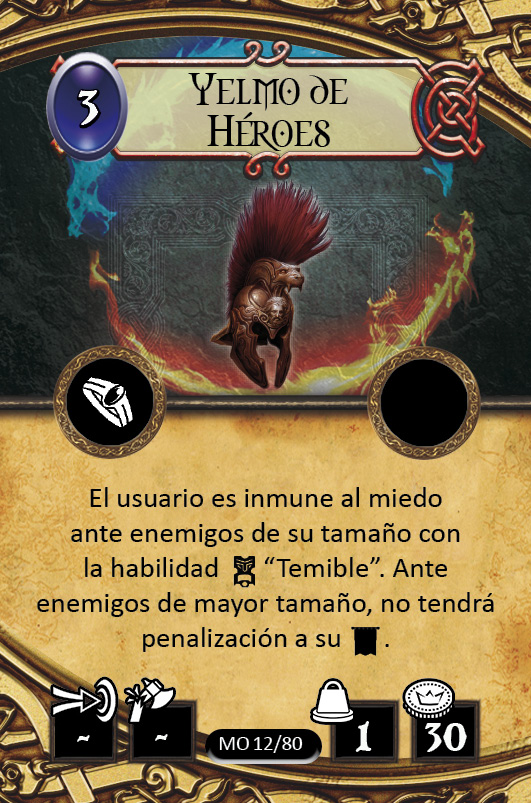 3
Yelmo de
Héroes
El usuario es inmune al miedo
ante enemigos de su tamaño con
la habilidad “Temible”. Ante
enemigos de mayor tamaño, no tendrá
penalización a su .
~ ~ MO 12/80 1 30